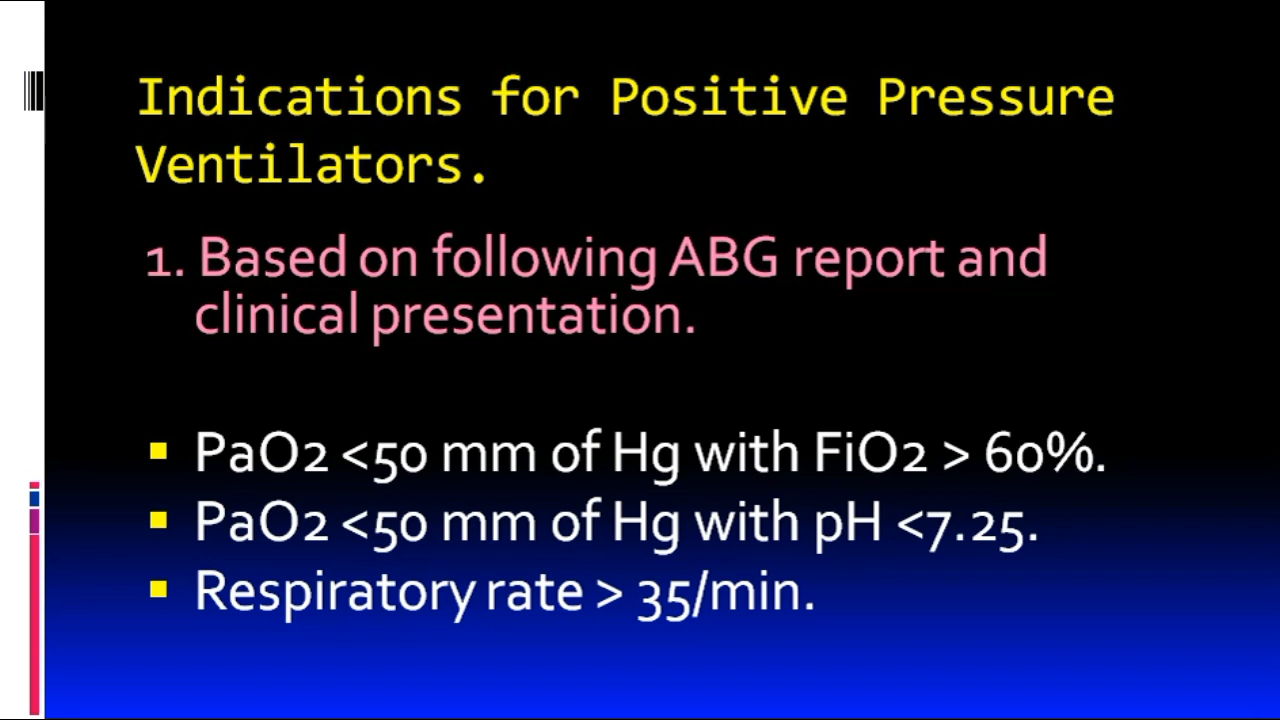 Indications for Positive Pressure
Ventilators.
1. Based on following ABG report and
clinical presentation.
▪ PaO2 <50 mm of Hg with FiO2 > 60%.
▪ PaO2 <50 mm of Hg with pH <7.25.
▪ Respiratory rate > 35/min.